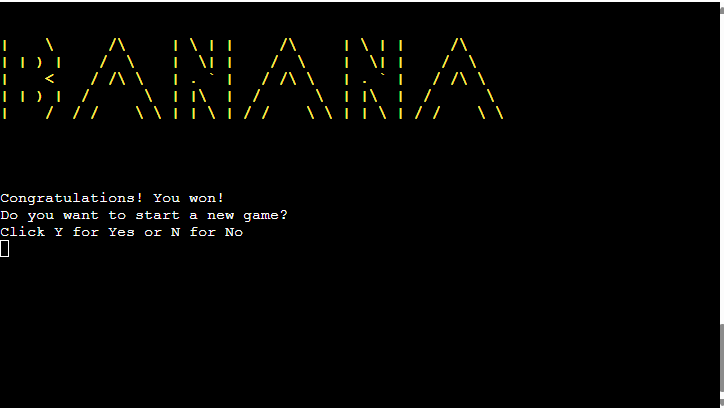 BANANA
Congratulations! You won!
Do you want to start a new game?
Click Y for Yes or N for No